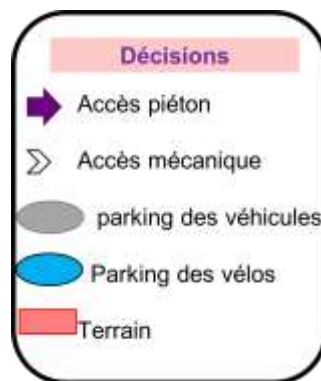 Décisions
Accès piéton
Accès mécanique
parking des véhicules
Parking des vélos
Terrain